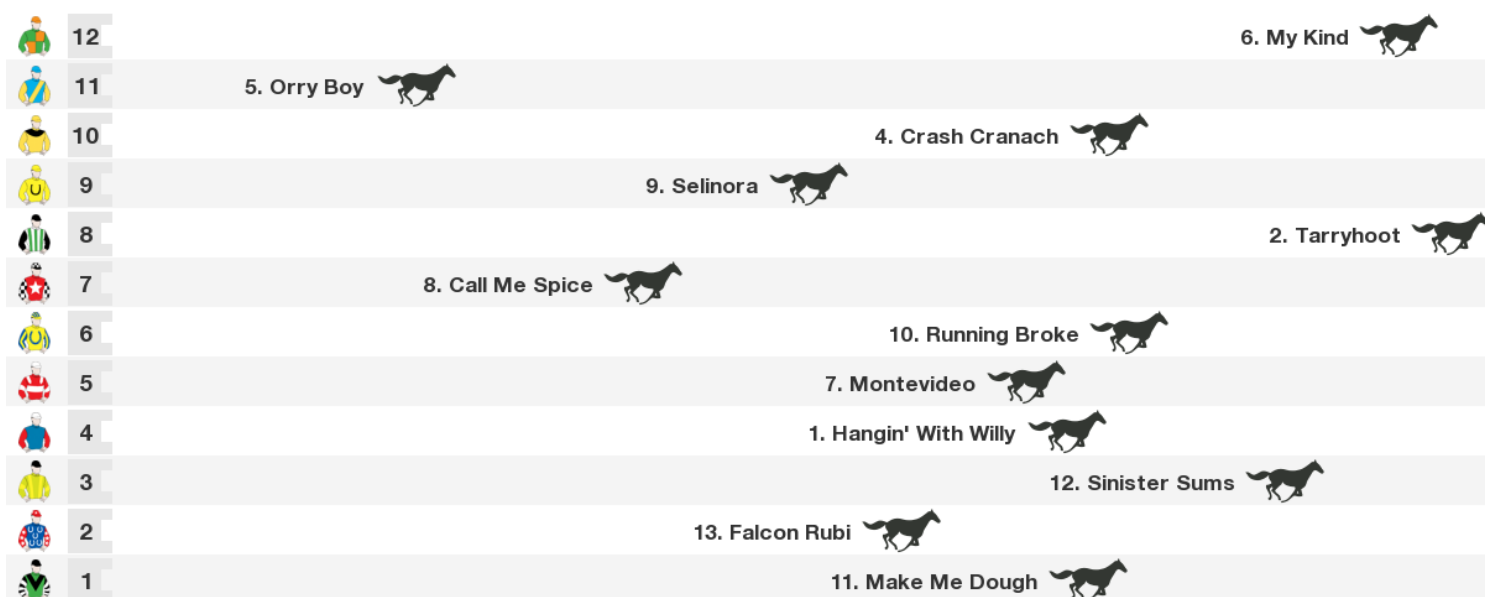 12 6. My Kind
11 5. Orry Boy
10 4. Crash Cranach
9 9. Selinora
8 2. Tarryhoot
7 8. Call Me Spice
6 10. Running Broke
5 7. Montevideo
4 1. Hangin' With Willy
3 12. Sinister Sums
2 13. Falcon Rubi
1 11. Make Me Dough